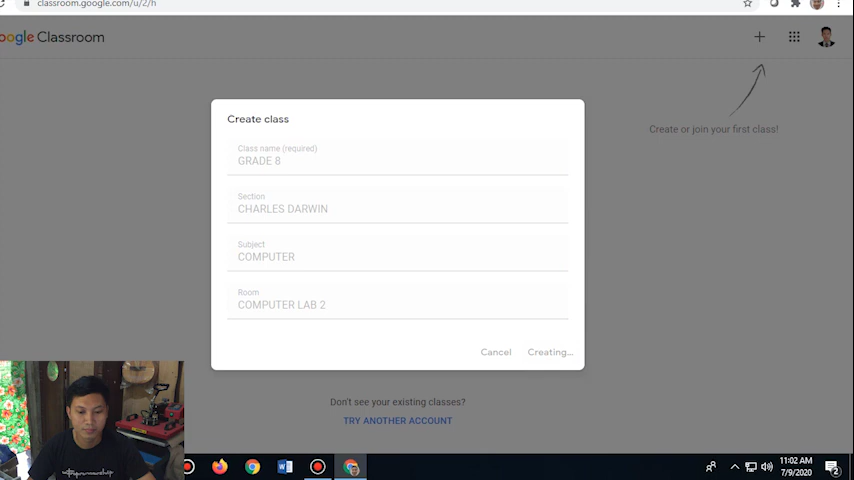 classroom.google.com/u/2/h
oogle Classroom
Create or join your first class!
Create class
Class name (required)
GRADE 8
Section
CHARLES DARWIN
Subject
COMPUTER
Room
COMPUTER LAB 2
Cancel
Creating...
Don't see your existing classes?
TRY ANOTHER ACCOUNT
11:02 AM
7/9/2020
2